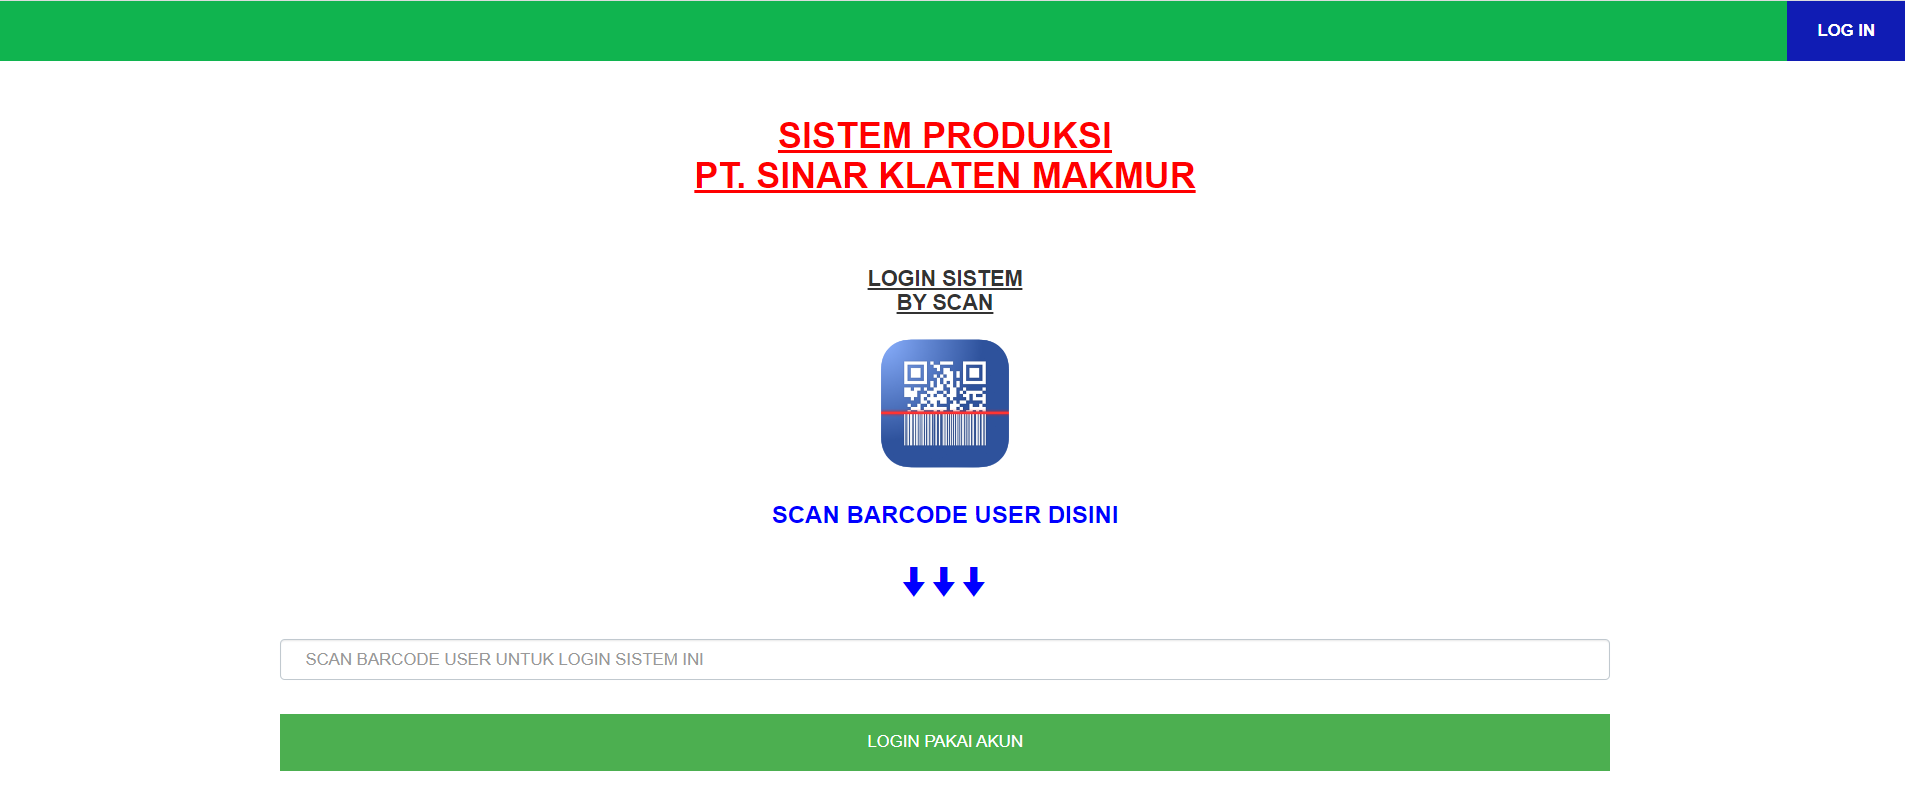 LOG IN
SISTEM PRODUKSI
PT. SINAR KLATEN MAKMUR
LOGIN SISTEM
BY SCAN
SCAN BARCODE USER DISINI
SCAN BARCODE USER UNTUK LOGIN SISTEM INI
LOGIN PAKAI AKUN